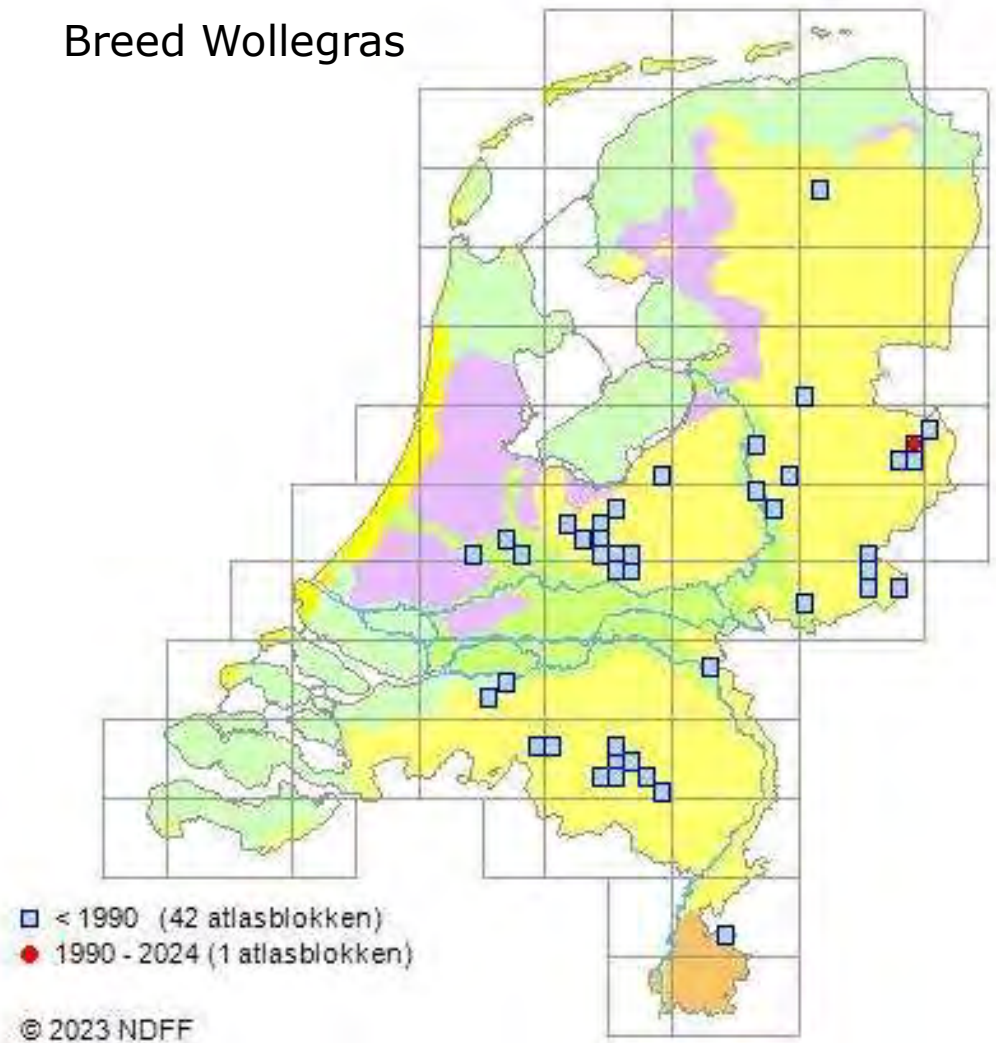 Breed Wollegras
< 1990 (42 atlasblokken)
1990 - 2024 (1 atlasblokken)
© 2023 NDFF